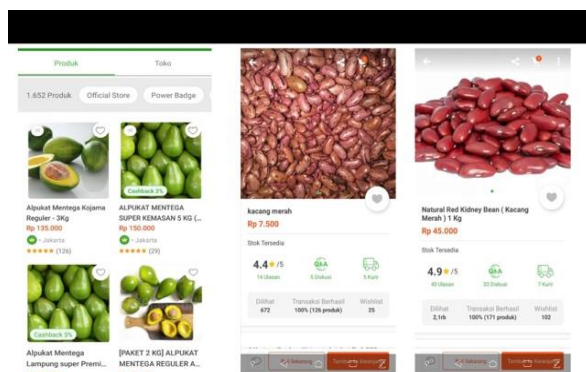 Produk
Toko
1.652 Produk
Official Store
Power Badge
Alpukat Mentega Kojama
Reguler - 3Kg
Rp 135.000
• Jakarta
(126)
Cashback 3%
ALPUKAT MENTEGA
SUPER KEMASAN 5 KG (...
Rp 150.000
• Jakarta
(29)
Cashback 5%
Alpukat Mentega
Lampung super Premi...
[PAKET 2 KG] ALPUKAT
MENTEGA REGULER A...
kacang merah
Rp 7.500
Stok Tersedia
4.4 /5
14 Ulasan
Q&A
5 Diskusi
5 Kurir
Dilihat
672
Transaksi Berhasil
100% (126 produk)
Wishlist
25
Beli Sekarang
Natural Red Kidney Bean ( Kacang
Merah ) 1 Kg
Rp 45.000
Stok Tersedia
4.9 /5
40 Ulasan
Q&A
7 Kurir
Dilihat
2,1rb
Transaksi Berhasil
100% (171 produk)
Wishlist
102